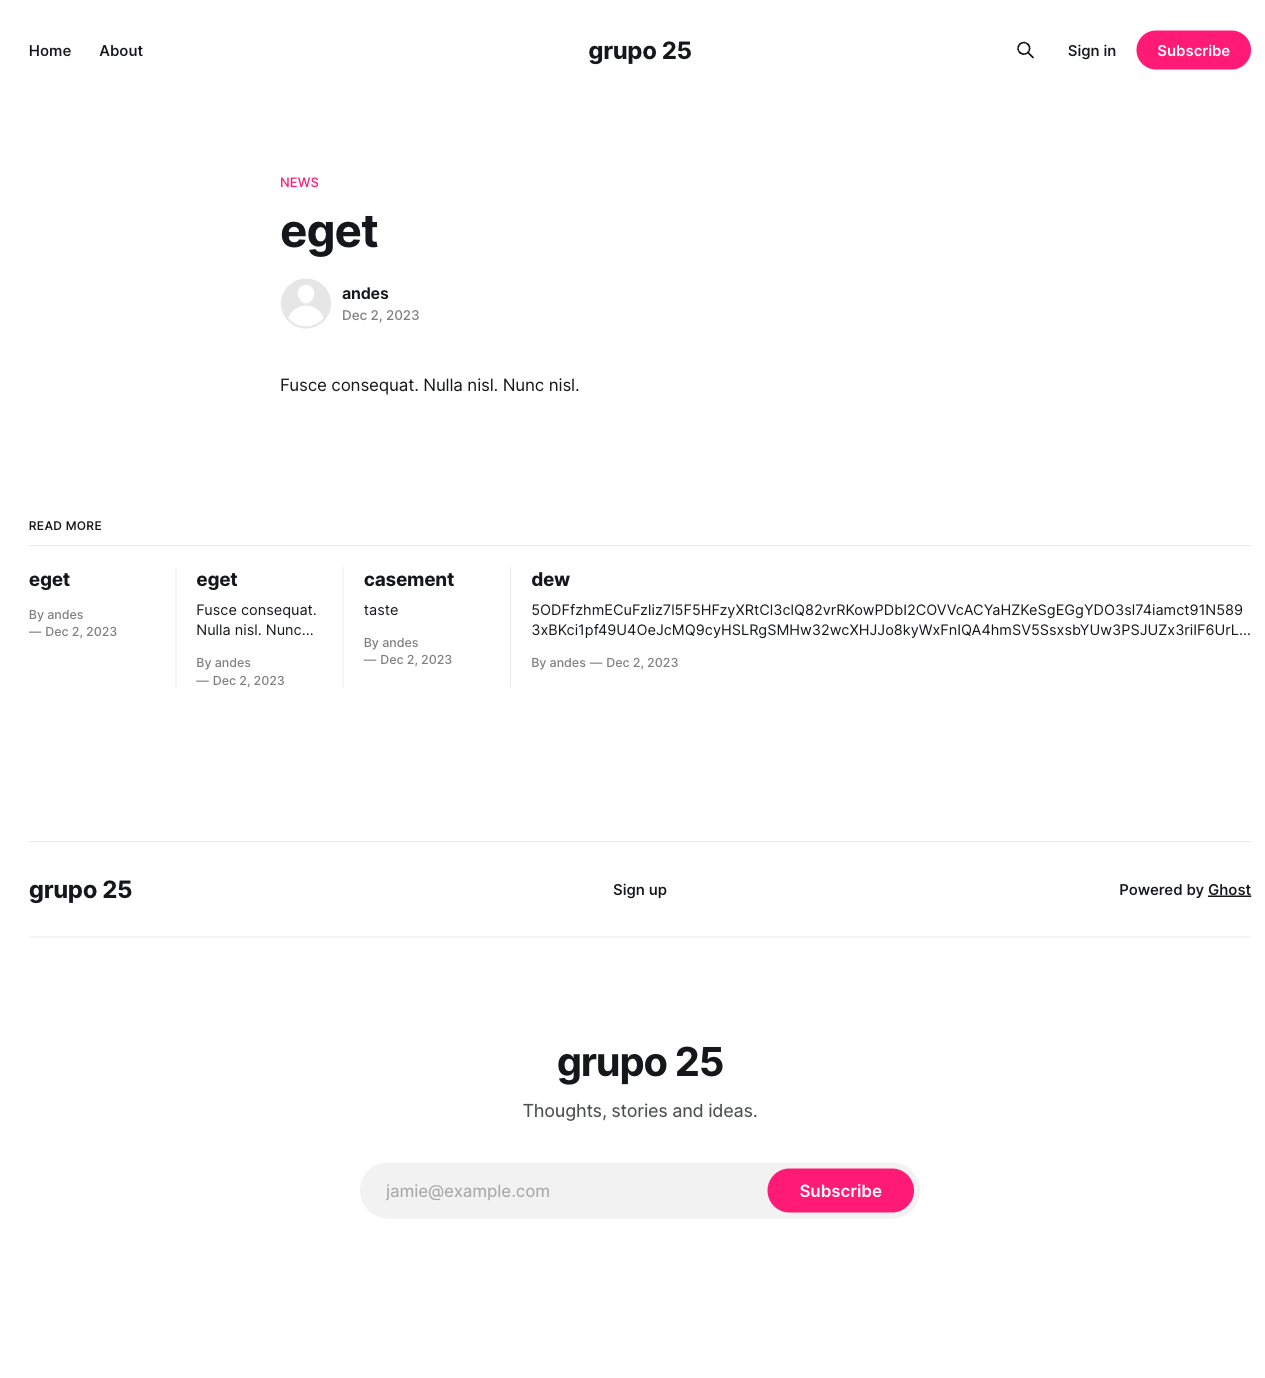 Home About grupo 25 Sign in Subscribe
NEWS
eget
andes
Dec 2, 2023
Fusce consequat. Nulla nisl. Nunc nisl.
READ MORE
eget
By andes
— Dec 2, 2023
eget
Fusce consequat.
Nulla nisl. Nunc...
By andes
— Dec 2, 2023
casement
taste
By andes
— Dec 2, 2023
dew
By andes — Dec 2, 2023
grupo 25 Sign up Powered by Ghost
grupo 25
Thoughts, stories and ideas.
jamie@example.com Subscribe